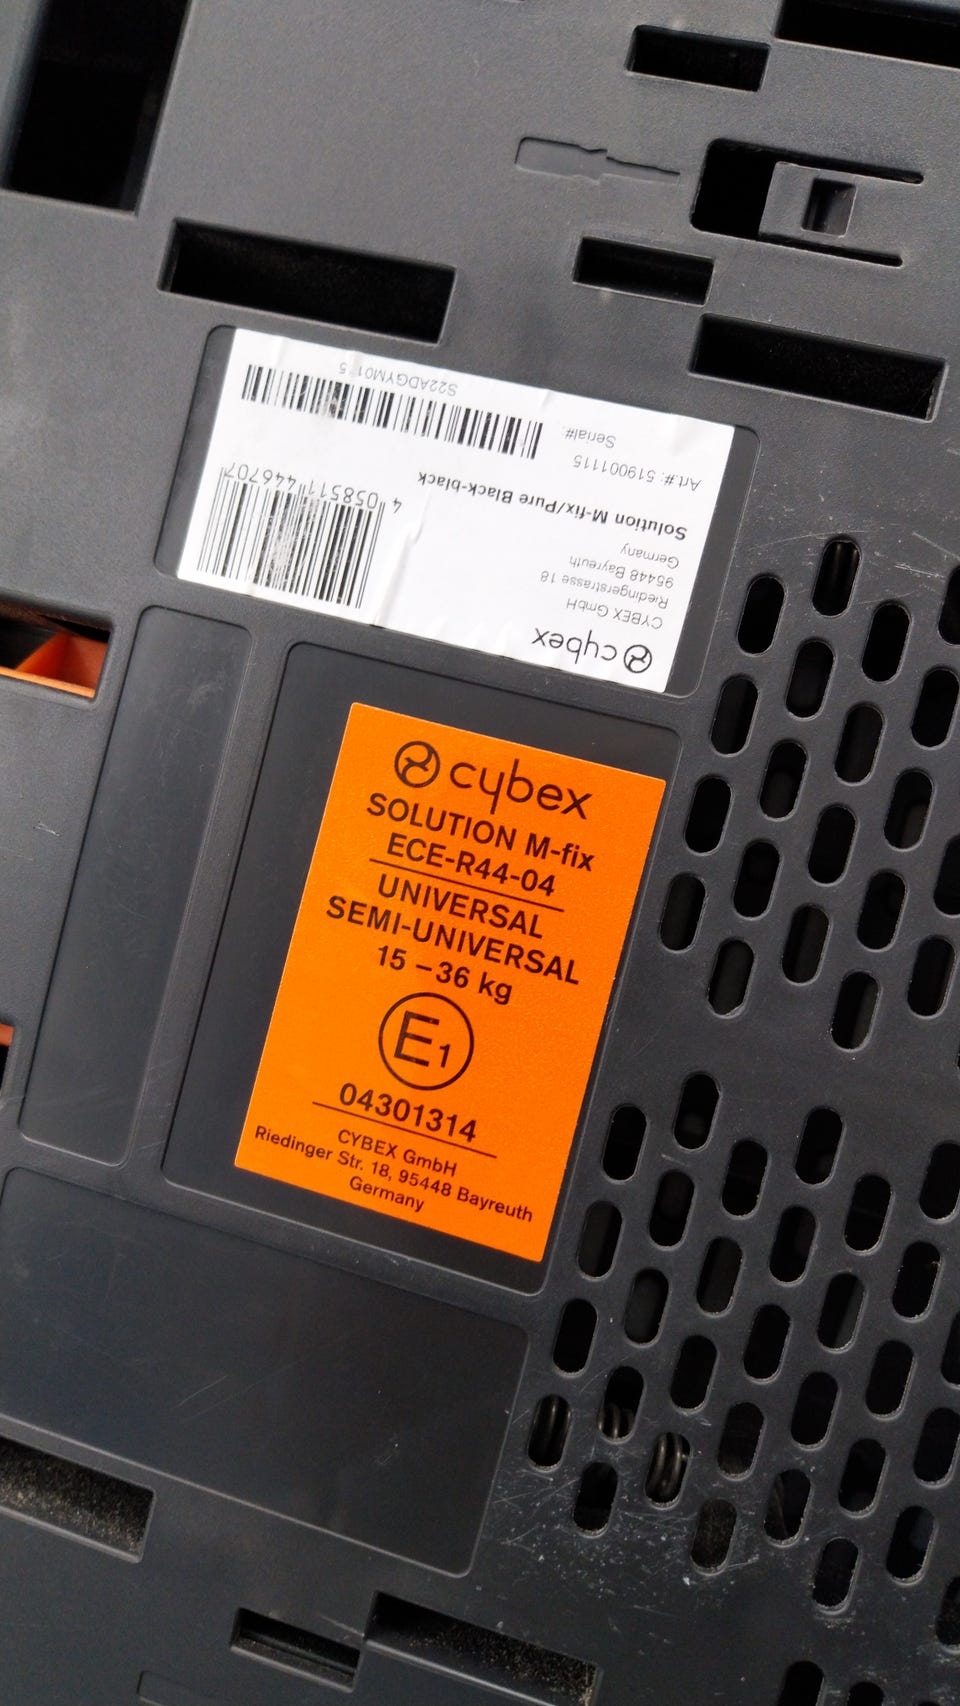 cybex
CYBEX GmbH
Riedingerstrasse 18
95448 Bayreuth
Germany
Solution M-fix/Pure Black-black
Art.#: 519001115
Serial#:
4 058511 446707
cybex
SOLUTION M-fix
ECE-R44-04
UNIVERSAL
SEMI-UNIVERSAL
15 – 36 kg
E1
04301314
CYBEX GmbH
Riedinger Str. 18, 95448 Bayreuth
Germany